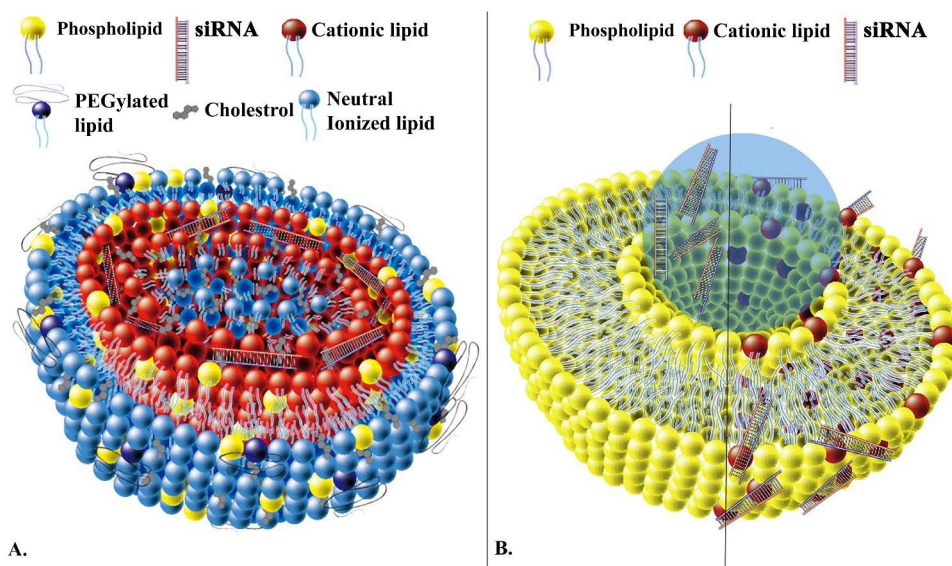 Phospholipid
siRNA
Cationic lipid
PEGylated
lipid
Cholestrol
Neutral
Ionized lipid
A.
Phospholipid
Cationic lipid
siRNA
B.